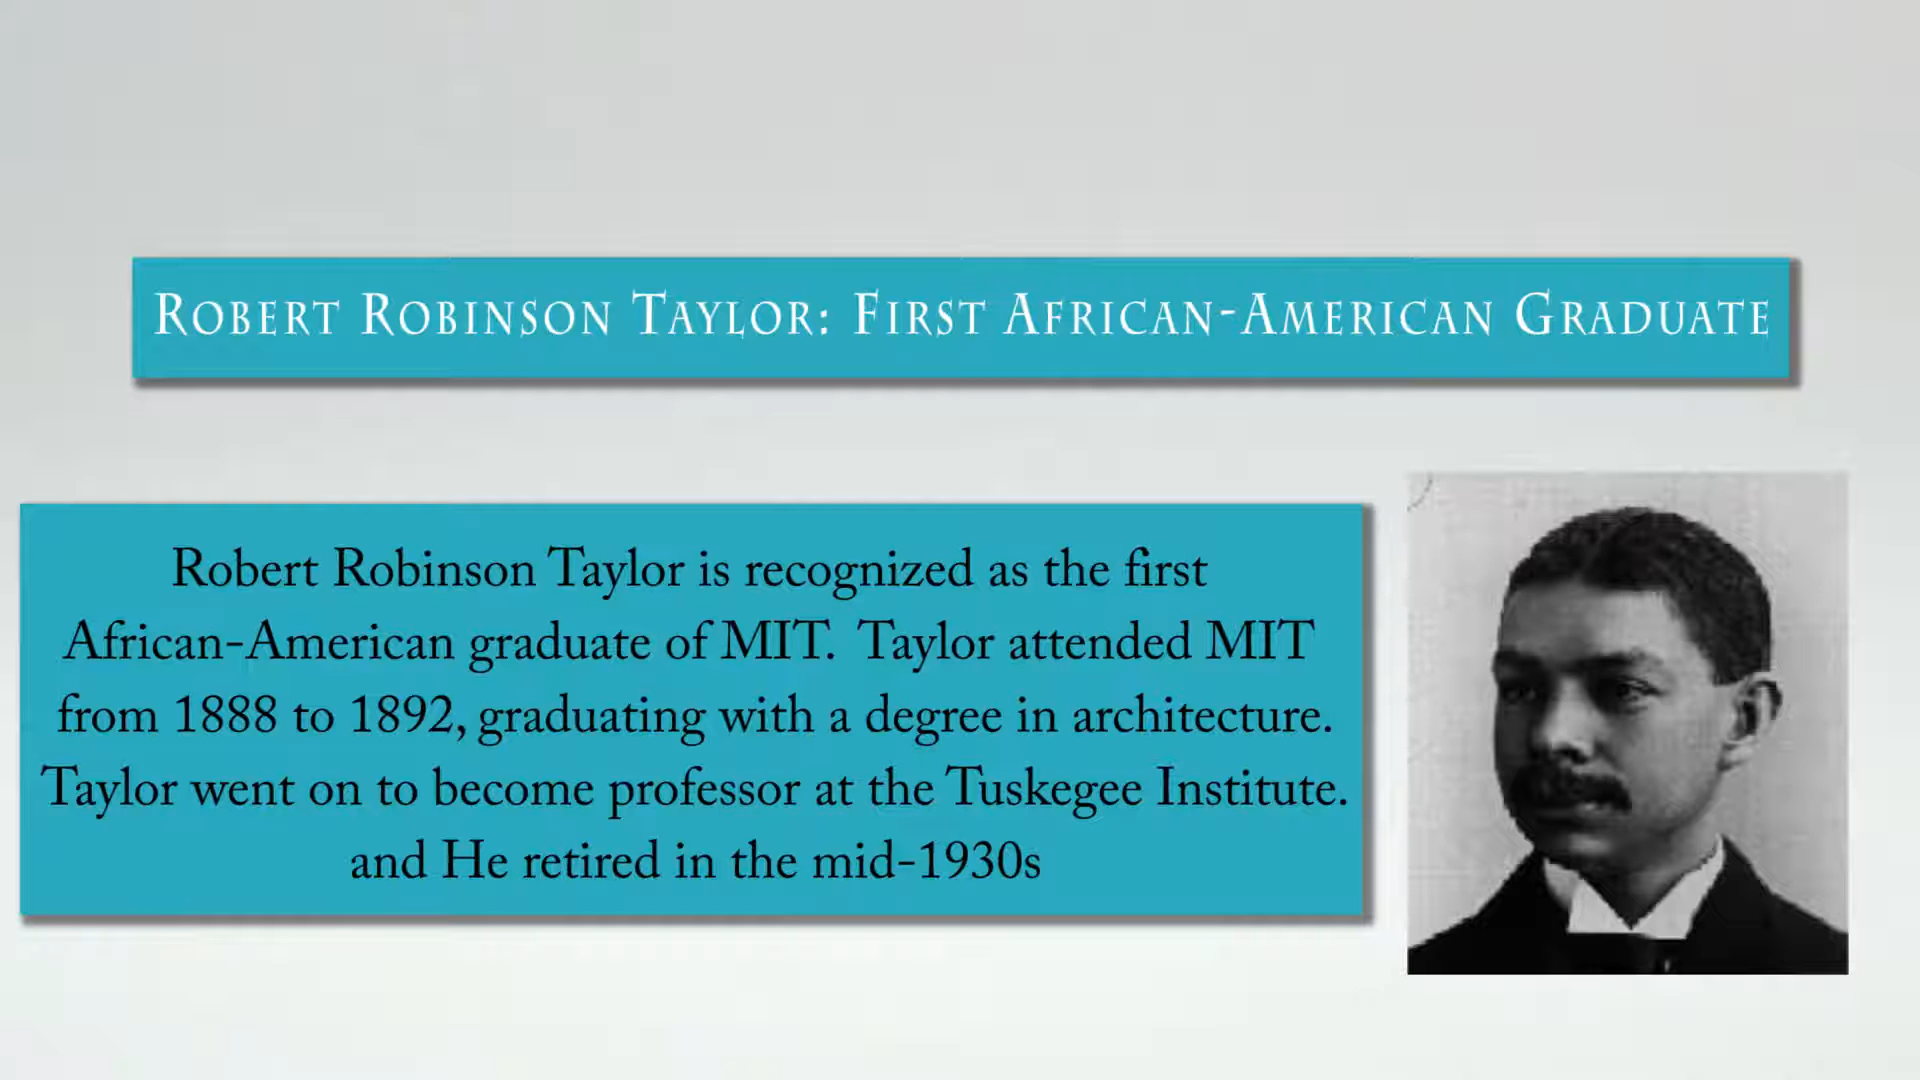 Robert Robinson Taylor: First African-American Graduate
Robert Robinson Taylor is recognized as the first
African-American graduate of MIT. Taylor attended MIT
from 1888 to 1892, graduating with a degree in architecture.
Taylor went on to become professor at the Tuskegee Institute.
and He retired in the mid-1930s